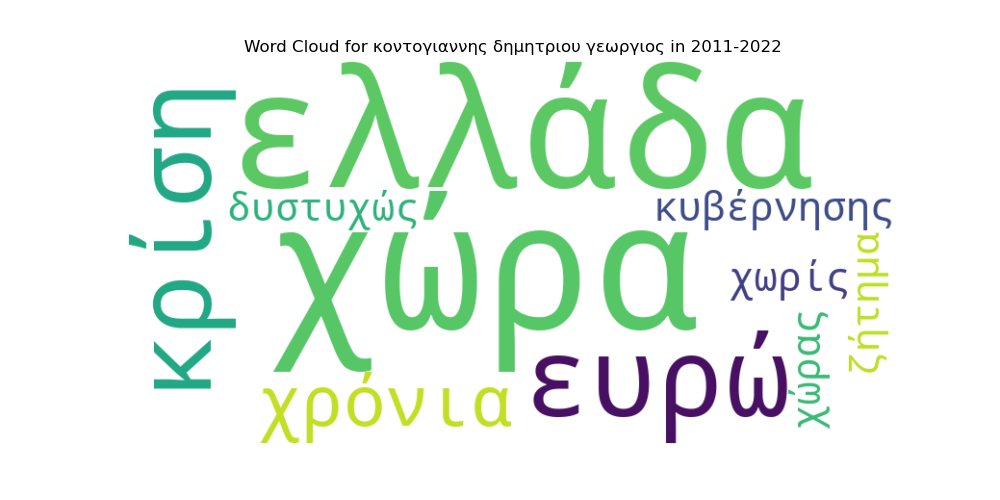 Word Cloud for κοντογιαννης δημητριου γεωργιος in 2011-2022
κρίση
ελλάδα
δυστυχώς
κυβέρνησης
χώρα
χωρίς
ζήτημα
χρόνια
ευρώ
χώρας